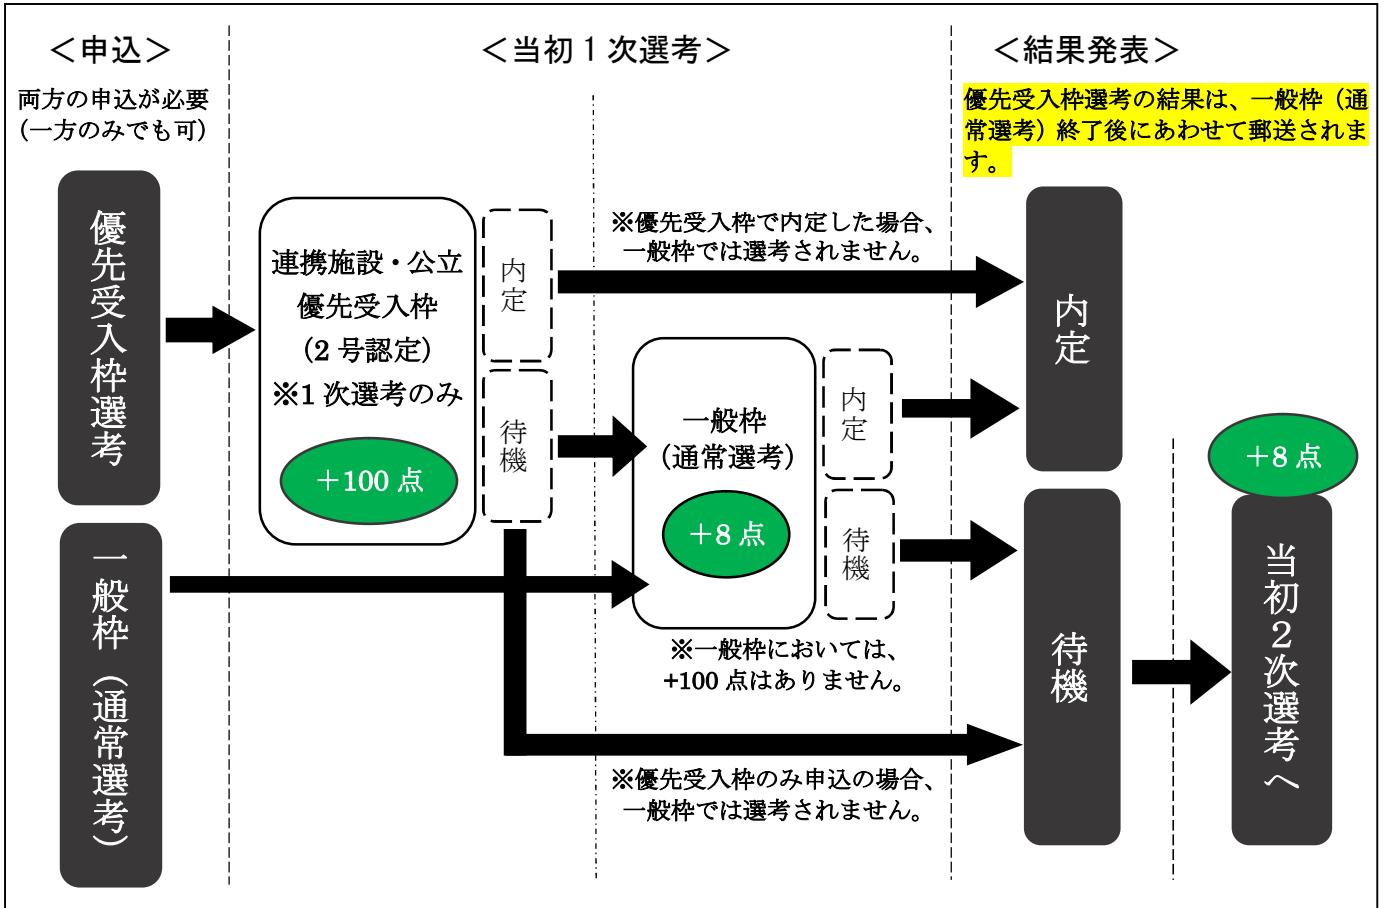 ＜申込＞
両方の申込が必要
（一方のみでも可）
優先受入枠選考
一般枠（通常選考）
＜当初１次選考＞
連携施設・公立
優先受入枠
（2 号認定）
※1 次選考のみ
＋100 点
内定
待機
※優先受入枠で内定した場合、
一般枠では選考されません。
一般枠
（通常選考）
＋8 点
内定
待機
※一般枠においては、
+100 点はありません。
※優先受入枠のみ申込の場合、
一般枠では選考されません。
＜結果発表＞
優先受入枠選考の結果は、一般枠（通
常選考）終了後にあわせて郵送されま
す。
内定
待機
＋8 点
当初２次選考へ